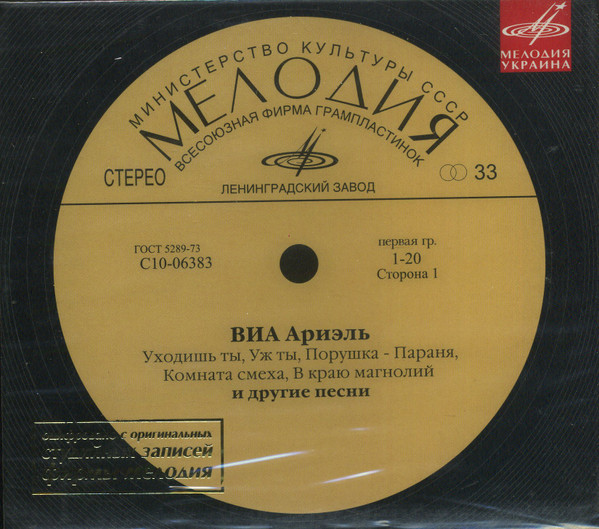 МИНИСТЕРСТВО КУЛЬТУРЫ СССР
МЕЛОДИЯ
ВСЕСОЮЗНАЯ ФИРМА ГРАМПЛАСТИНОК
МЕЛОДИЯ
УКРАИНА
СТЕРЕО
33
ЛЕНИНГРАДСКИЙ ЗАВОД
ГОСТ 5289-73
С10-06383
первая гр.
1-20
Сторона 1
ВИА Ариэль
Уходишь ты, Уж ты, Порушка - Параня,
Комната смеха, В краю магнолий
и другие песни
с оригинальных
записей
МЕЛОДИЯ